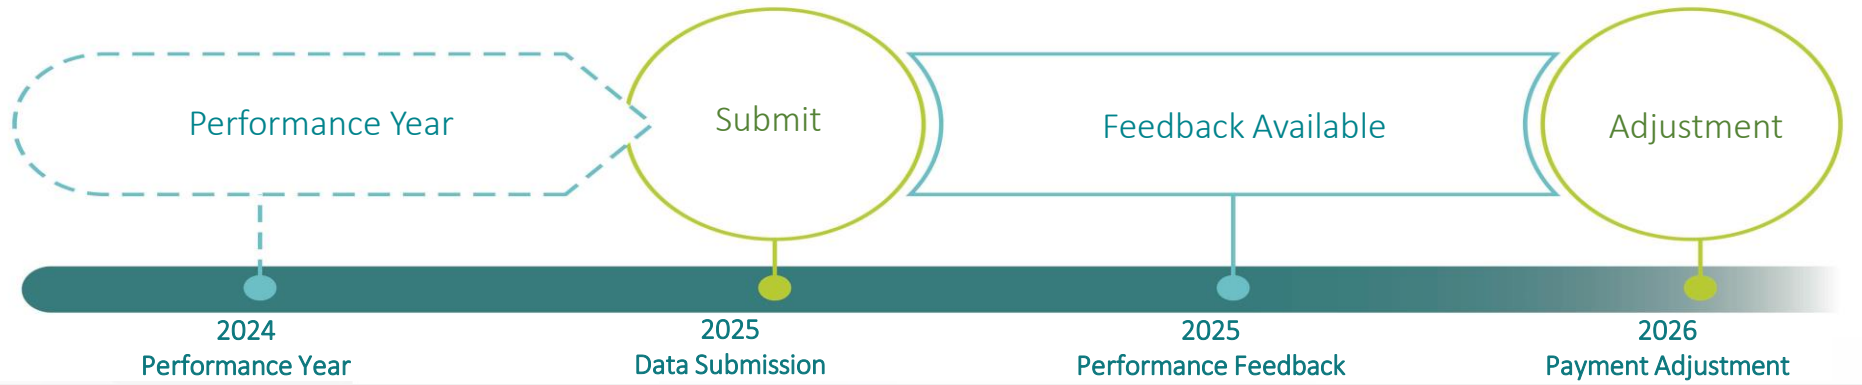 Performance Year
Submit
Feedback Available
Adjustment
2024
Performance Year
2025
Data Submission
2025
Performance Feedback
2026
Payment Adjustment